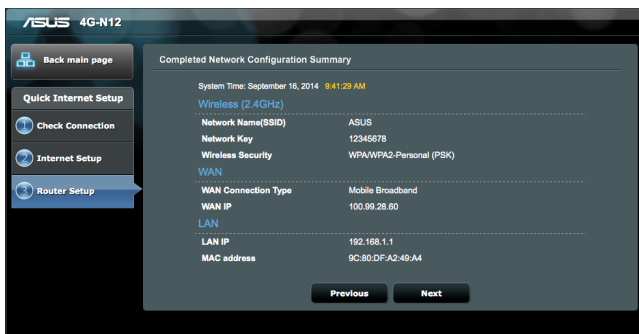 ASUS 4G-N12
Back main page
Quick Internet Setup
1 Check Connection
2 Internet Setup
3 Router Setup
Completed Network Configuration Summary
System Time: September 16, 2014 9:41:29 AM
Wireless (2.4GHz)
Network Name(SSID) ASUS
Network Key 12345678
Wireless Security WPA/WPA2-Personal (PSK)
WAN
WAN Connection Type Mobile Broadband
WAN IP 100.99.28.60
LAN
LAN IP 192.168.1.1
MAC address 9C:80:DF:A2:49:A4
Previous Next